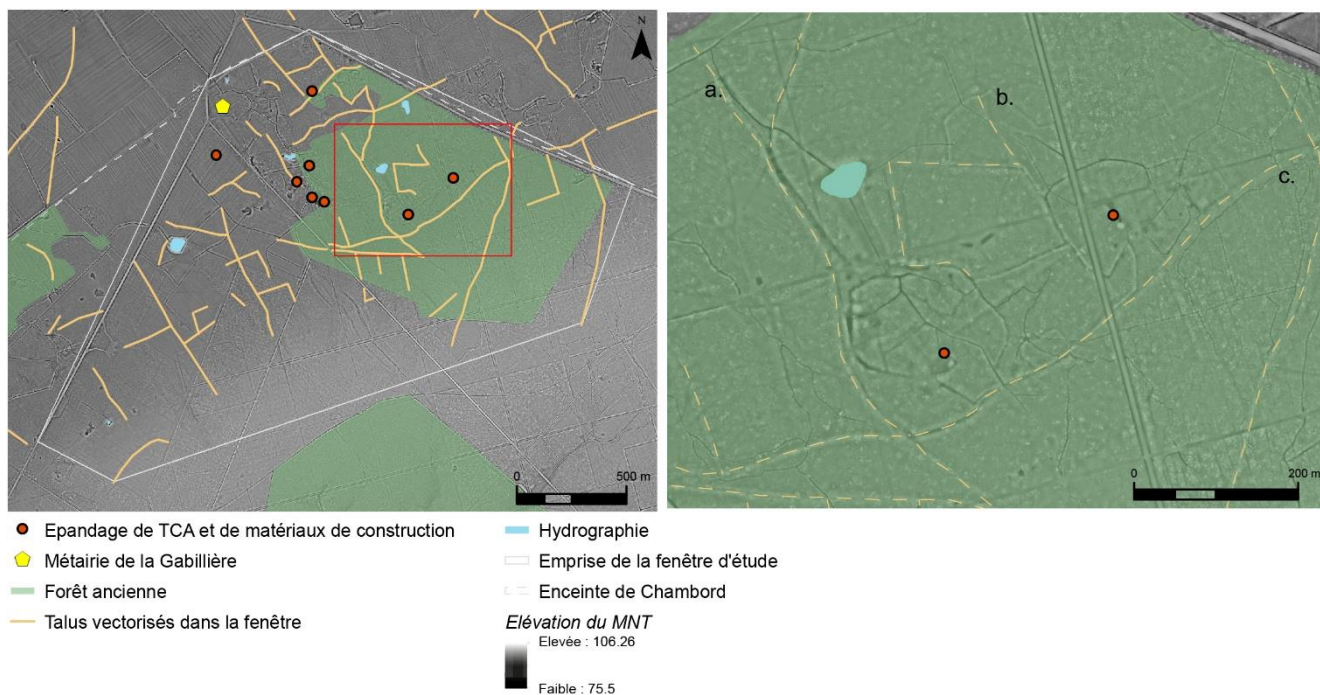 N
0
500 m
a.
b.
c.
0
200 m
Epandage de TCA et de matériaux de construction
Métairie de la Gabillière
Forêt ancienne
Talus vectorisés dans la fenêtre
Hydrographie
Emprise de la fenêtre d'étude
Enceinte de Chambord
Elévation du MNT
Elevée : 106.26
Faible : 75.5